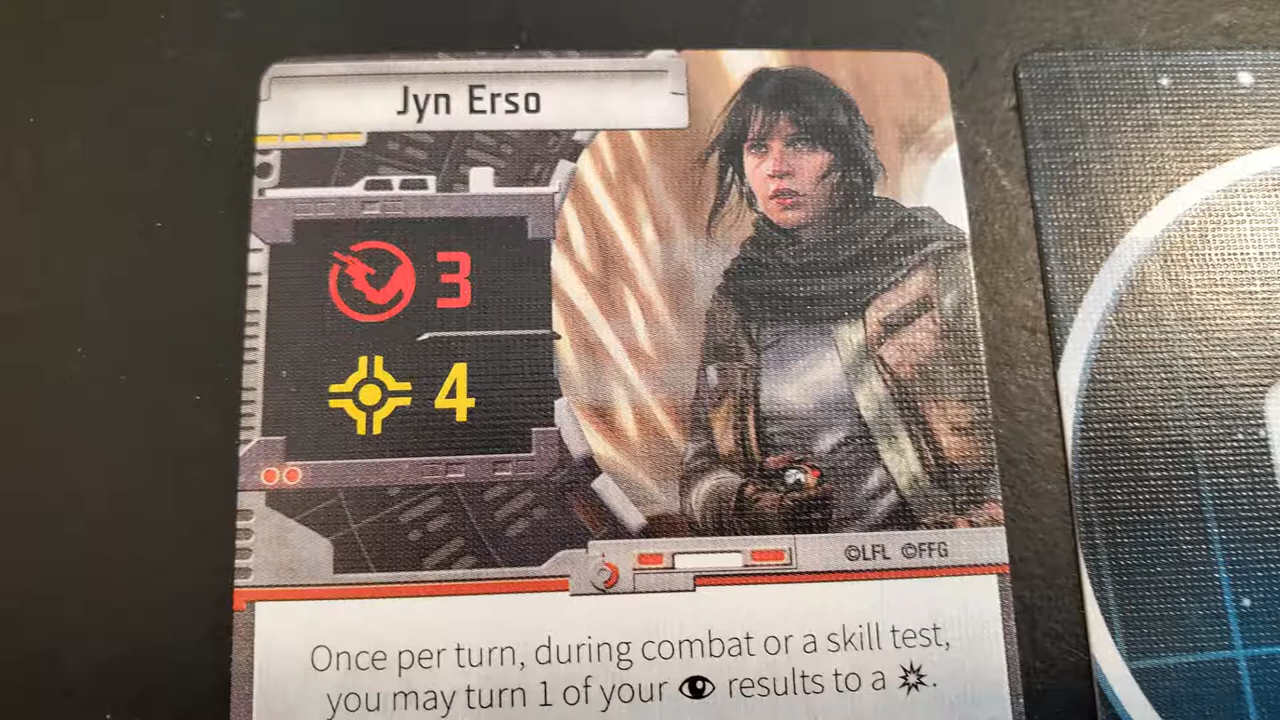 Jyn Erso
3
4
©LFL ©FFG
Once per turn, during combat or a skill test,
you may turn 1 of your results to a .